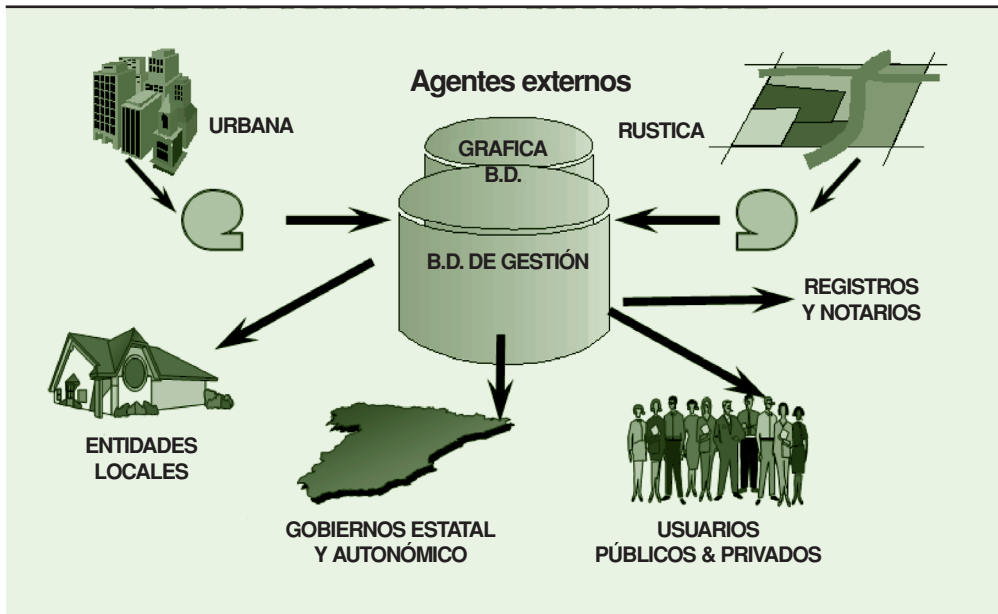 Agentes externos
URBANA
RUSTICA
GRAFICA
B.D.
B.D. DE GESTIÓN
REGISTROS
Y NOTARIOS
ENTIDADES
LOCALES
GOBIERNOS ESTATAL
Y AUTONÓMICO
USUARIOS
PÚBLICOS & PRIVADOS